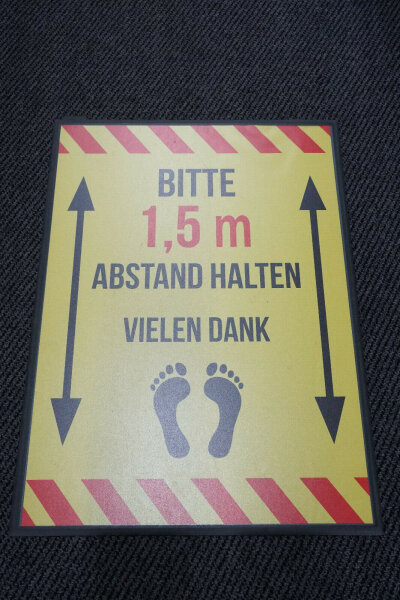 BITTE
1,5 m
ABSTAND HALTEN
VIELEN DANK